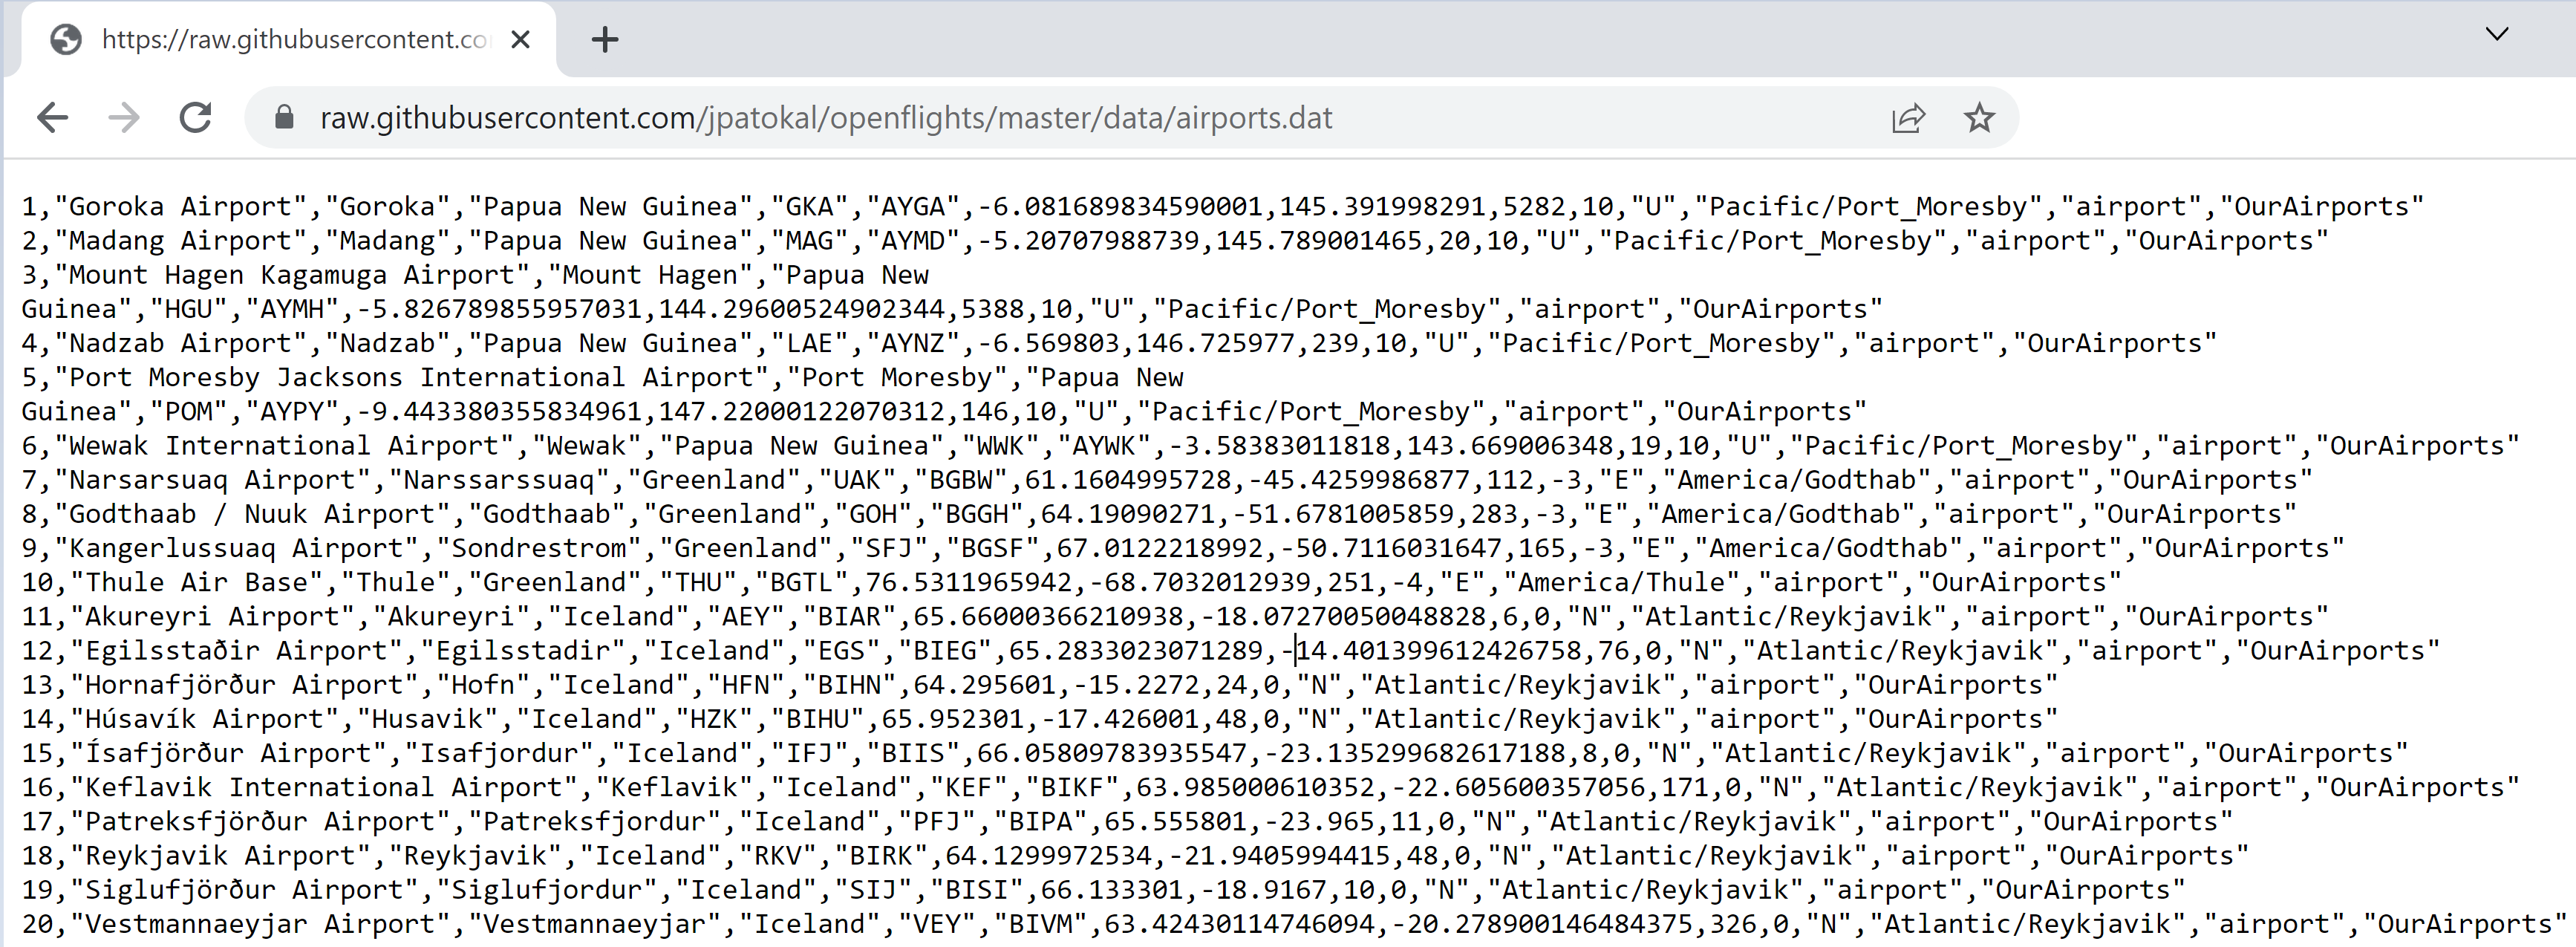 https://raw.githubusercontent.co
raw.githubusercontent.com/jpatokal/openflights/master/data/airports.dat
1,"Goroka Airport","Goroka","Papua New Guinea","GKA","AYGA",-6.081689834590001,145.391998291,5282,10,"U","Pacific/Port_Moresby","airport","OurAirports"
2,"Madang Airport","Madang","Papua New Guinea","MAG","AYMD",-5.20707988739,145.789001465,20,10,"U","Pacific/Port_Moresby","airport","OurAirports"
3,"Mount Hagen Kagamuga Airport","Mount Hagen","Papua New
Guinea","HGU","AYMH",-5.826789855957031,144.29600524902344,5388,10,"U","Pacific/Port_Moresby","airport","OurAirports"
4,"Nadzab Airport","Nadzab","Papua New Guinea","LAE","AYNZ",-6.569803,146.725977,239,10,"U","Pacific/Port_Moresby","airport","OurAirports"
5,"Port Moresby Jacksons International Airport","Port Moresby","Papua New
Guinea","POM","AYPY",-9.443380355834961,147.22000122070312,146,10,"U","Pacific/Port_Moresby","airport","OurAirports"
6,"Wewak International Airport","Wewak","Papua New Guinea","WWK","AYWK",-3.58383011818,143.669006348,19,10,"U","Pacific/Port_Moresby","airport","OurAirports"
7,"Narsarsuaq Airport","Narssarssuaq","Greenland","UAK","BGBW",61.1604995728,-45.4259986877,112,-3,"E","America/Godthab","airport","OurAirports"
8,"Godthaab / Nuuk Airport","Godthaab","Greenland","GOH","BGGH",64.19090271,-51.6781005859,283,-3,"E","America/Godthab","airport","OurAirports"
9,"Kangerlussuaq Airport","Sondrestrom","Greenland","SFJ","BGSF",67.0122218992,-50.7116031647,165,-3,"E","America/Godthab","airport","OurAirports"
10,"Thule Air Base","Thule","Greenland","THU","BGTL",76.5311965942,-68.7032012939,251,-4,"E","America/Thule","airport","OurAirports"
11,"Akureyri Airport","Akureyri","Iceland","AEY","BIAR",65.66000366210938,-18.07270050048828,6,0,"N","Atlantic/Reykjavik","airport","OurAirports"
12,"Egilsstaðir Airport","Egilsstadir","Iceland","EGS","BIEG",65.2833023071289,-14.401399612426758,76,0,"N","Atlantic/Reykjavik","airport","OurAirports"
13,"Hornafjörður Airport","Hofn","Iceland","HFN","BIHN",64.295601,-15.2272,24,0,"N","Atlantic/Reykjavik","airport","OurAirports"
14,"Húsavík Airport","Husavik","Iceland","HZK","BIHU",65.952301,-17.426001,48,0,"N","Atlantic/Reykjavik","airport","OurAirports"
15,"Ísafjörður Airport","Isafjordur","Iceland","IFJ","BIIS",66.05809783935547,-23.135299682617188,8,0,"N","Atlantic/Reykjavik","airport","OurAirports"
16,"Keflavik International Airport","Keflavik","Iceland","KEF","BIKF",63.985000610352,-22.605600357056,171,0,"N","Atlantic/Reykjavik","airport","OurAirports"
17,"Patreksfjörður Airport","Patreksfjordur","Iceland","PFJ","BIPA",65.555801,-23.965,11,0,"N","Atlantic/Reykjavik","airport","OurAirports"
18,"Reykjavik Airport","Reykjavik","Iceland","RKV","BIRK",64.1299972534,-21.9405994415,48,0,"N","Atlantic/Reykjavik","airport","OurAirports"
19,"Siglufjörður Airport","Siglufjordur","Iceland","SIJ","BISI",66.133301,-18.9167,10,0,"N","Atlantic/Reykjavik","airport","OurAirports"
20,"Vestmannaeyjar Airport","Vestmannaeyjar","Iceland","VEY","BIVM",63.42430114746094,-20.278900146484375,326,0,"N","Atlantic/Reykjavik","airport","OurAirports"